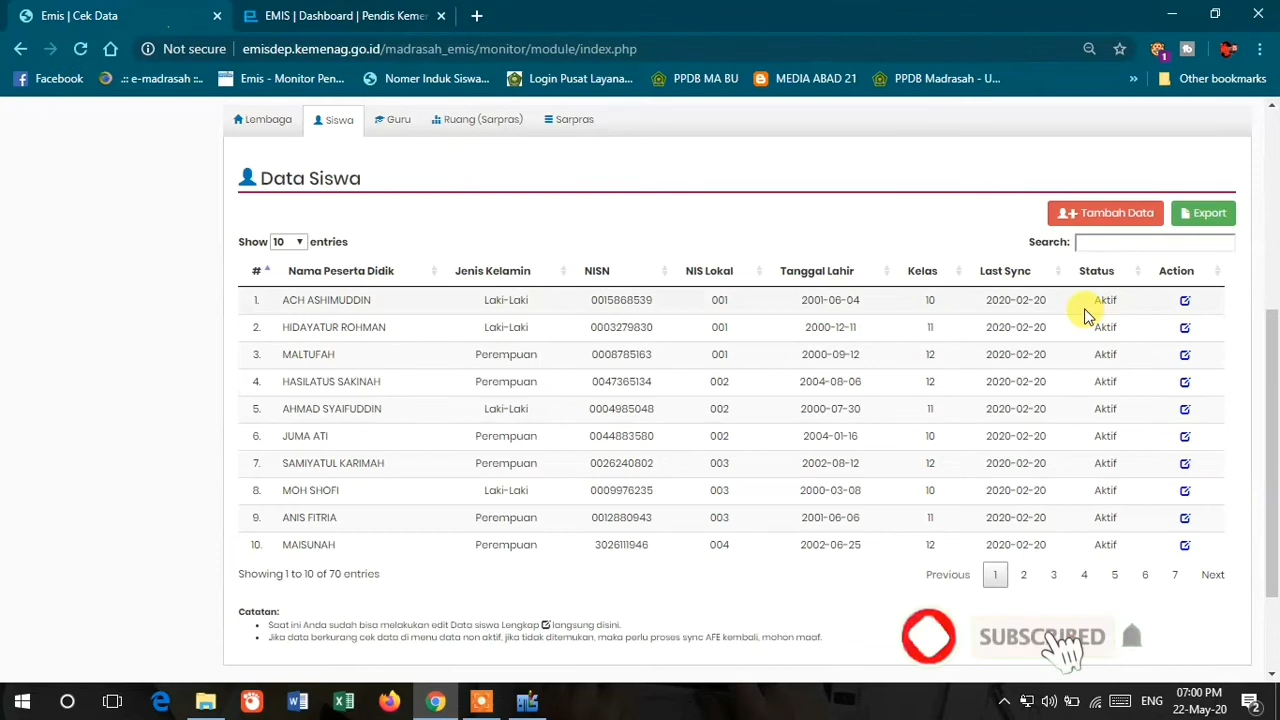 Emis | Cek Data
EMIS | Dashboard | Pendis Kemer
Not secure | emisdep.kemenag.go.id/madrasah_emis/monitor/module/index.php
Facebook .:: e-madrasah ::.. Emis - Monitor Pen... Nomer Induk Siswa... Login Pusat Layana... PPDB MA BU MEDIA ABAD 21 PPDB Madrasah - U... » Other bookmarks
Lembaga Siswa Guru Ruang (Sarpras) Sarpras
Data Siswa
Tambah Data Export
Show 10 entries Search:
# Nama Peserta Didik Jenis Kelamin NISN NIS Lokal Tanggal Lahir Kelas Last Sync Status Action
1. ACH ASHIMUDDIN Laki-Laki 0015868539 001 2001-06-04 10 2020-02-20 Aktif
2. HIDAYATUR ROHMAN Laki-Laki 0003279830 001 2000-12-11 11 2020-02-20 Aktif
3. MALTUFAH Perempuan 0008785163 001 2000-09-12 12 2020-02-20 Aktif
4. HASILATUS SAKINAH Perempuan 0047365134 002 2004-08-06 12 2020-02-20 Aktif
5. AHMAD SYAIFUDDIN Laki-Laki 0004985048 002 2000-07-30 11 2020-02-20 Aktif
6. JUMA ATI Perempuan 0044883580 002 2004-01-16 10 2020-02-20 Aktif
7. SAMIYATUL KARIMAH Perempuan 0026240802 003 2002-08-12 12 2020-02-20 Aktif
8. MOH SHOFI Laki-Laki 0009976235 003 2000-03-08 10 2020-02-20 Aktif
9. ANIS FITRIA Perempuan 0012880943 003 2001-06-06 11 2020-02-20 Aktif
10. MAISUNAH Perempuan 3026111946 004 2002-06-25 12 2020-02-20 Aktif
Showing 1 to 10 of 70 entries Previous 1 2 3 4 5 6 7 Next
Catatan:
Saat ini Anda sudah bisa melakukan edit Data siswa Lengkap langsung disini.
Jika data berkurang cek data di menu data non aktif, jika tidak ditemukan, maka perlu proses sync AFE kembali, mohon maaf.
SUBSCRIBED
ENG 07:00 PM
22-May-20 2